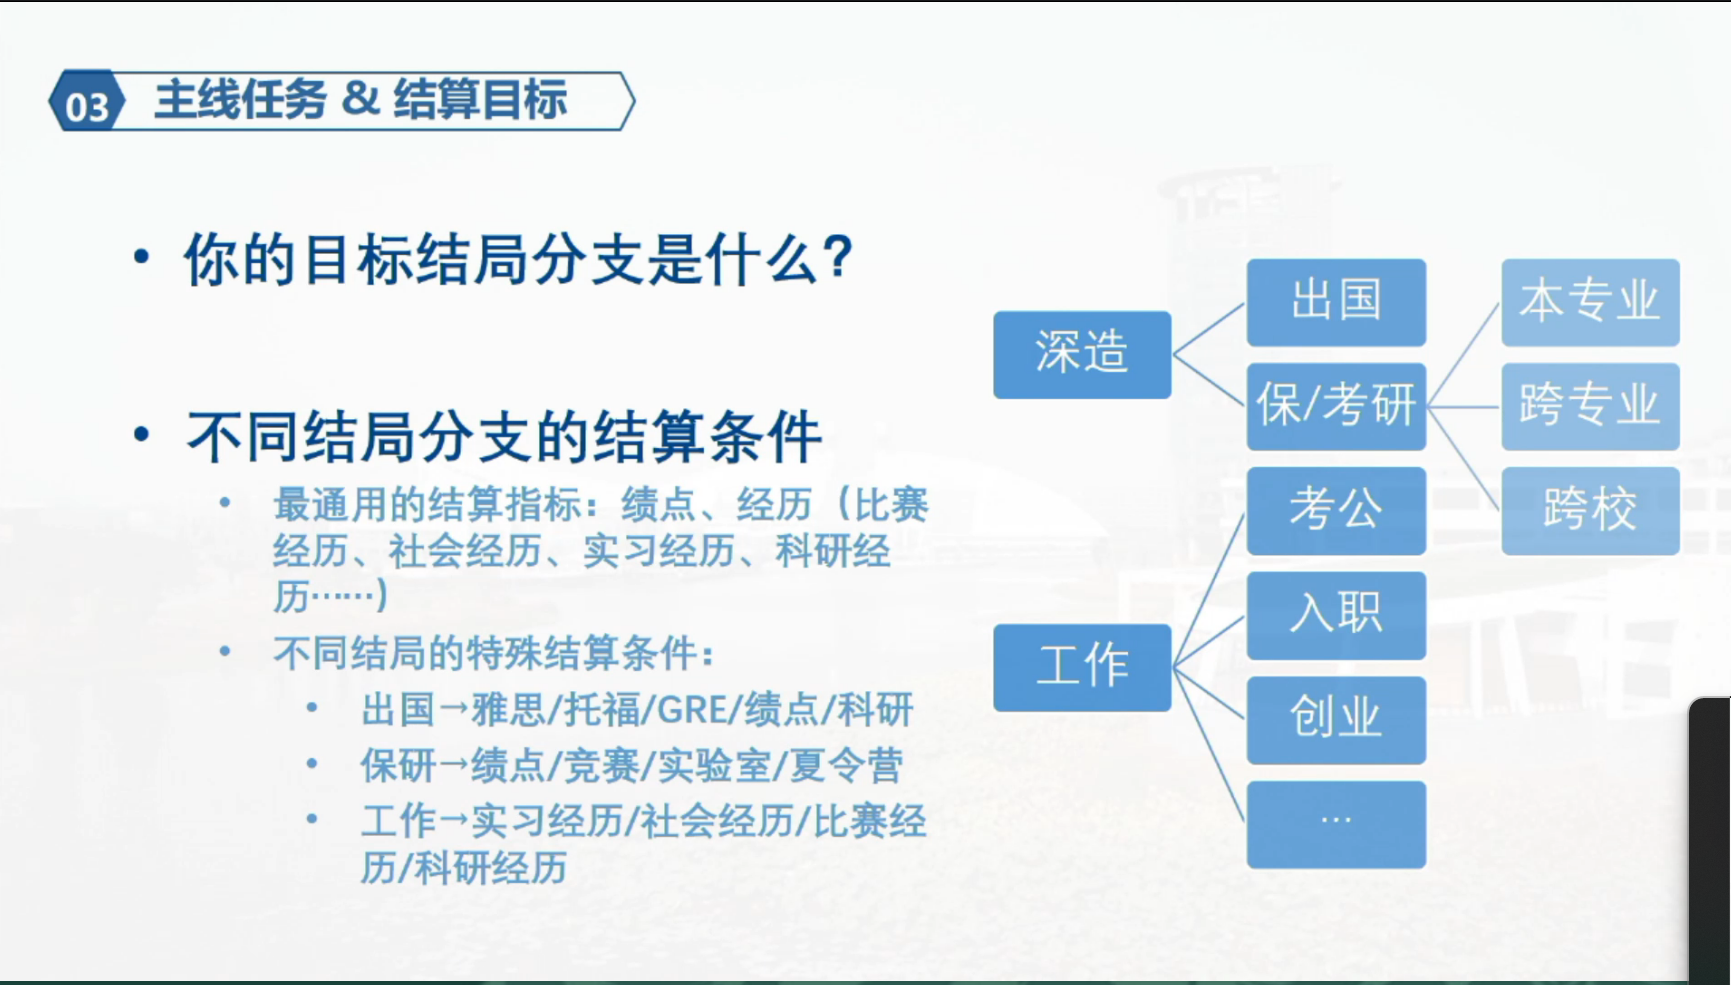 03 主线任务 & 结算目标
• 你的目标结局分支是什么?
• 不同结局分支的结算条件
• 最通用的结算指标：绩点、经历（比赛
经历、社会经历、实习经历、科研经
历……)
• 不同结局的特殊结算条件：
• 出国→雅思/托福/GRE/绩点/科研
• 保研→绩点/竞赛/实验室/夏令营
• 工作→实习经历/社会经历/比赛经
历/科研经历
深造
出国
保/考研
本专业
跨专业
跨校
工作
考公
入职
创业
...